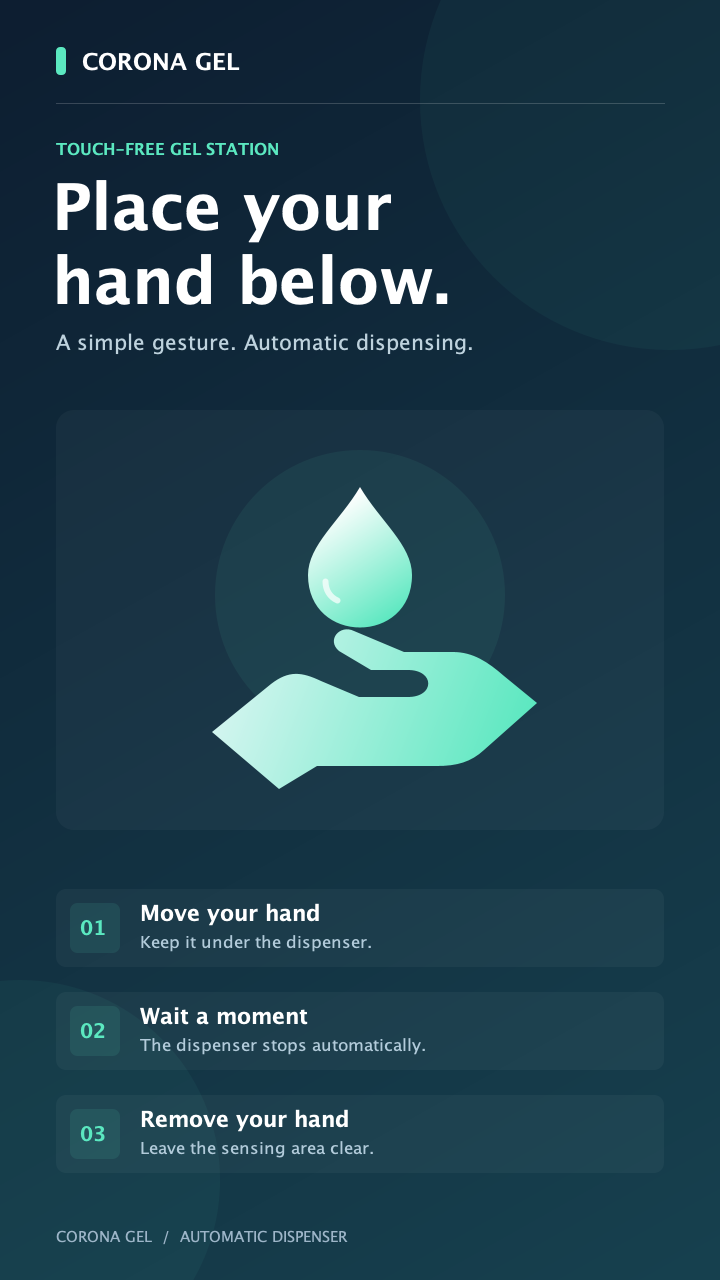 CORONA GEL
TOUCH-FREE GEL STATION
Place your
hand below.
A simple gesture. Automatic dispensing.
01
Move your hand
Keep it under the dispenser.
02
Wait a moment
The dispenser stops automatically.
03
Remove your hand
Leave the sensing area clear.
CORONA GEL / AUTOMATIC DISPENSER